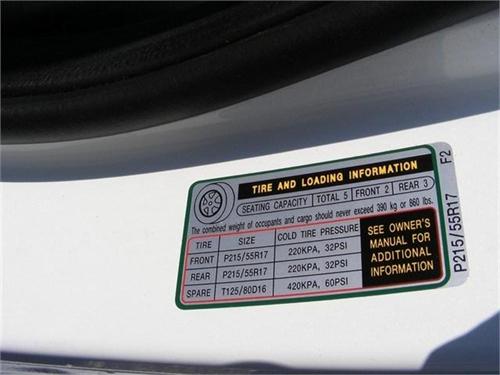 TIRE AND LOADING INFORMATION
SEATING CAPACITY TOTAL 5 FRONT 2 REAR 3
The combined weight of occupants and cargo should never exceed 390 kg or 860 lbs.
TIRE SIZE COLD TIRE PRESSURE
FRONT P215/55R17 220KPA, 32PSI
REAR P215/55R17 220KPA, 32PSI
SPARE T125/80D16 420KPA, 60PSI
SEE OWNER'S
MANUAL FOR
ADDITIONAL
INFORMATION
P215/55R17 F2